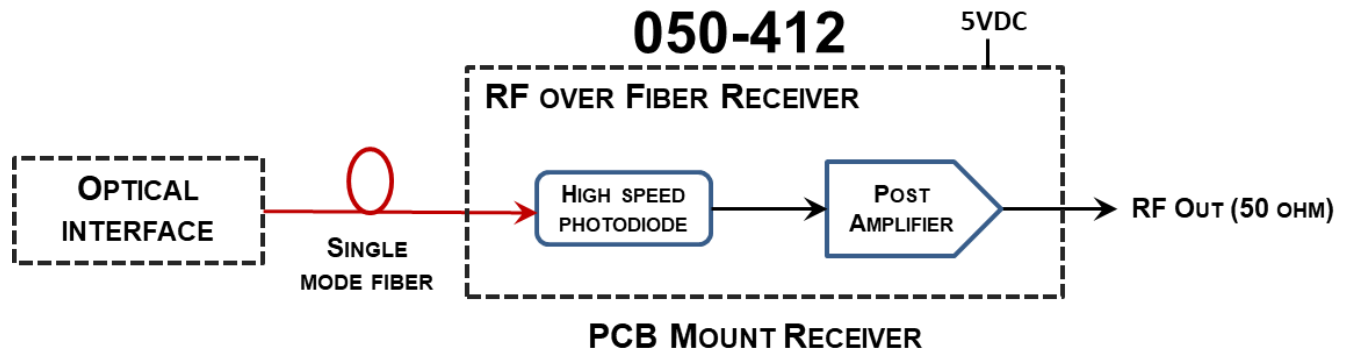 050-412
5VDC
RF OVER FIBER RECEIVER
OPTICAL
INTERFACE
SINGLE
MODE FIBER
HIGH SPEED
PHOTODIODE
POST
AMPLIFIER
RF OUT (50 OHM)
PCB MOUNT RECEIVER